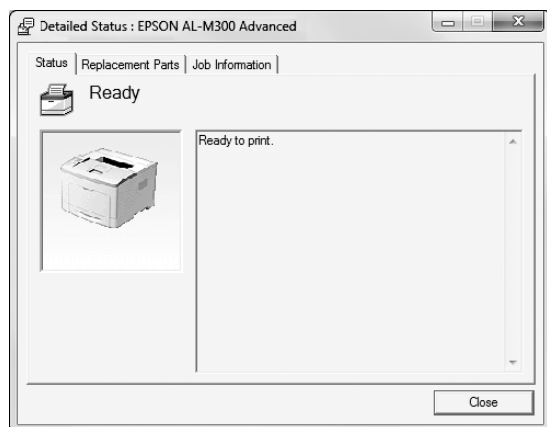 Detailed Status : EPSON AL-M300 Advanced
Status Replacement Parts Job Information
Ready
Ready to print.
Close